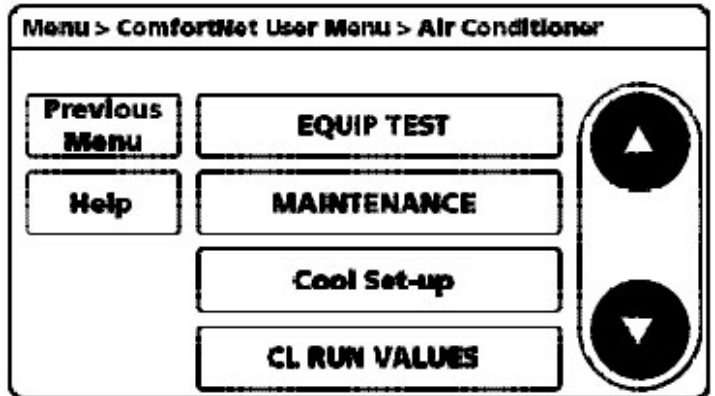 Menu > ComfortNet User Menu > Air Conditioner
Previous
Menu
EQUIP TEST
Help
MAINTENANCE
Cool Set-up
CL RUN VALUES